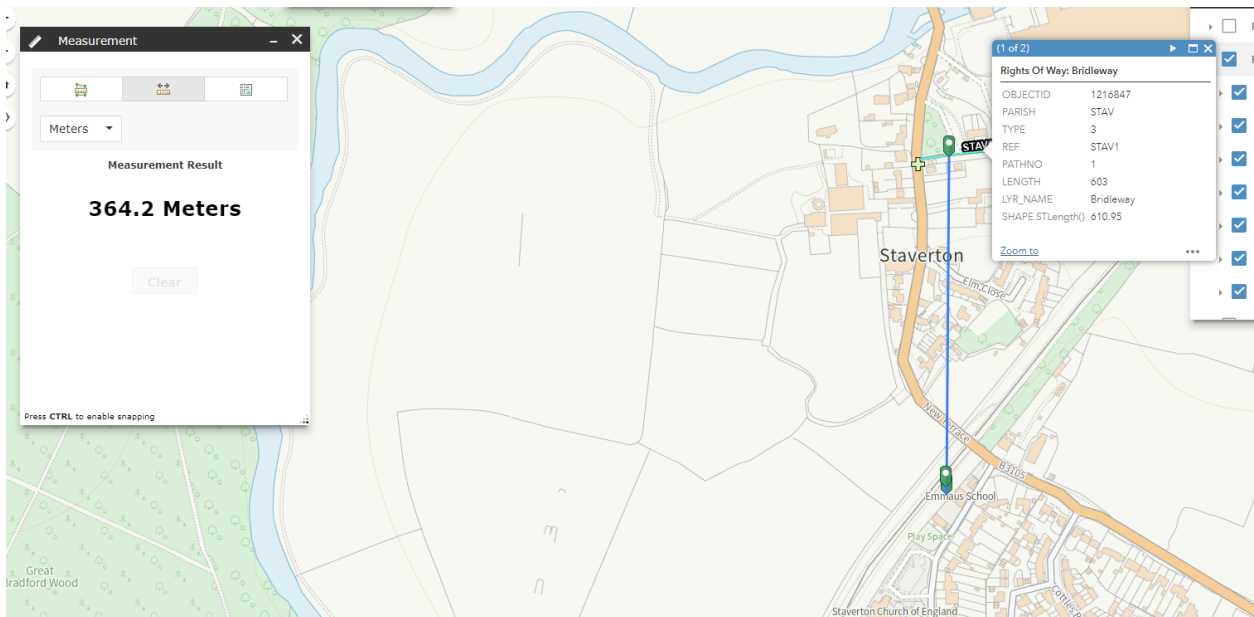 Measurement
Meters
Measurement Result
364.2 Meters
Clear
Press CTRL to enable snapping
(1 of 2)
Rights Of Way: Bridleway
OBJECTID 1216847
PARISH STAV
TYPE 3
REF STAV1
PATHNO 1
LENGTH 603
LYR_NAME Bridleway
SHAPE.STLength() 610.95
Zoom to
STAV
Staverton
Elm Close
New Terrace
B3105
Emmaus School
Play Space
Great
Bradford Wood
Staverton Church of England